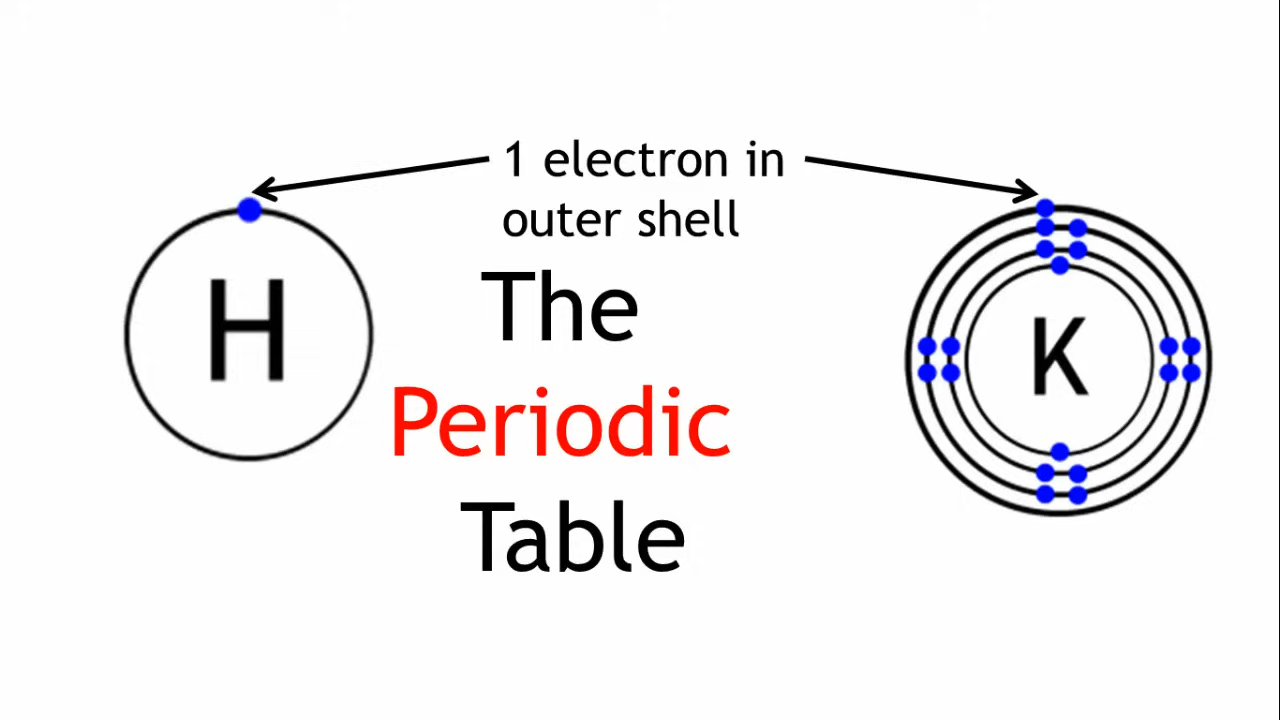 1 electron in
outer shell
H
The
Periodic
Table
K